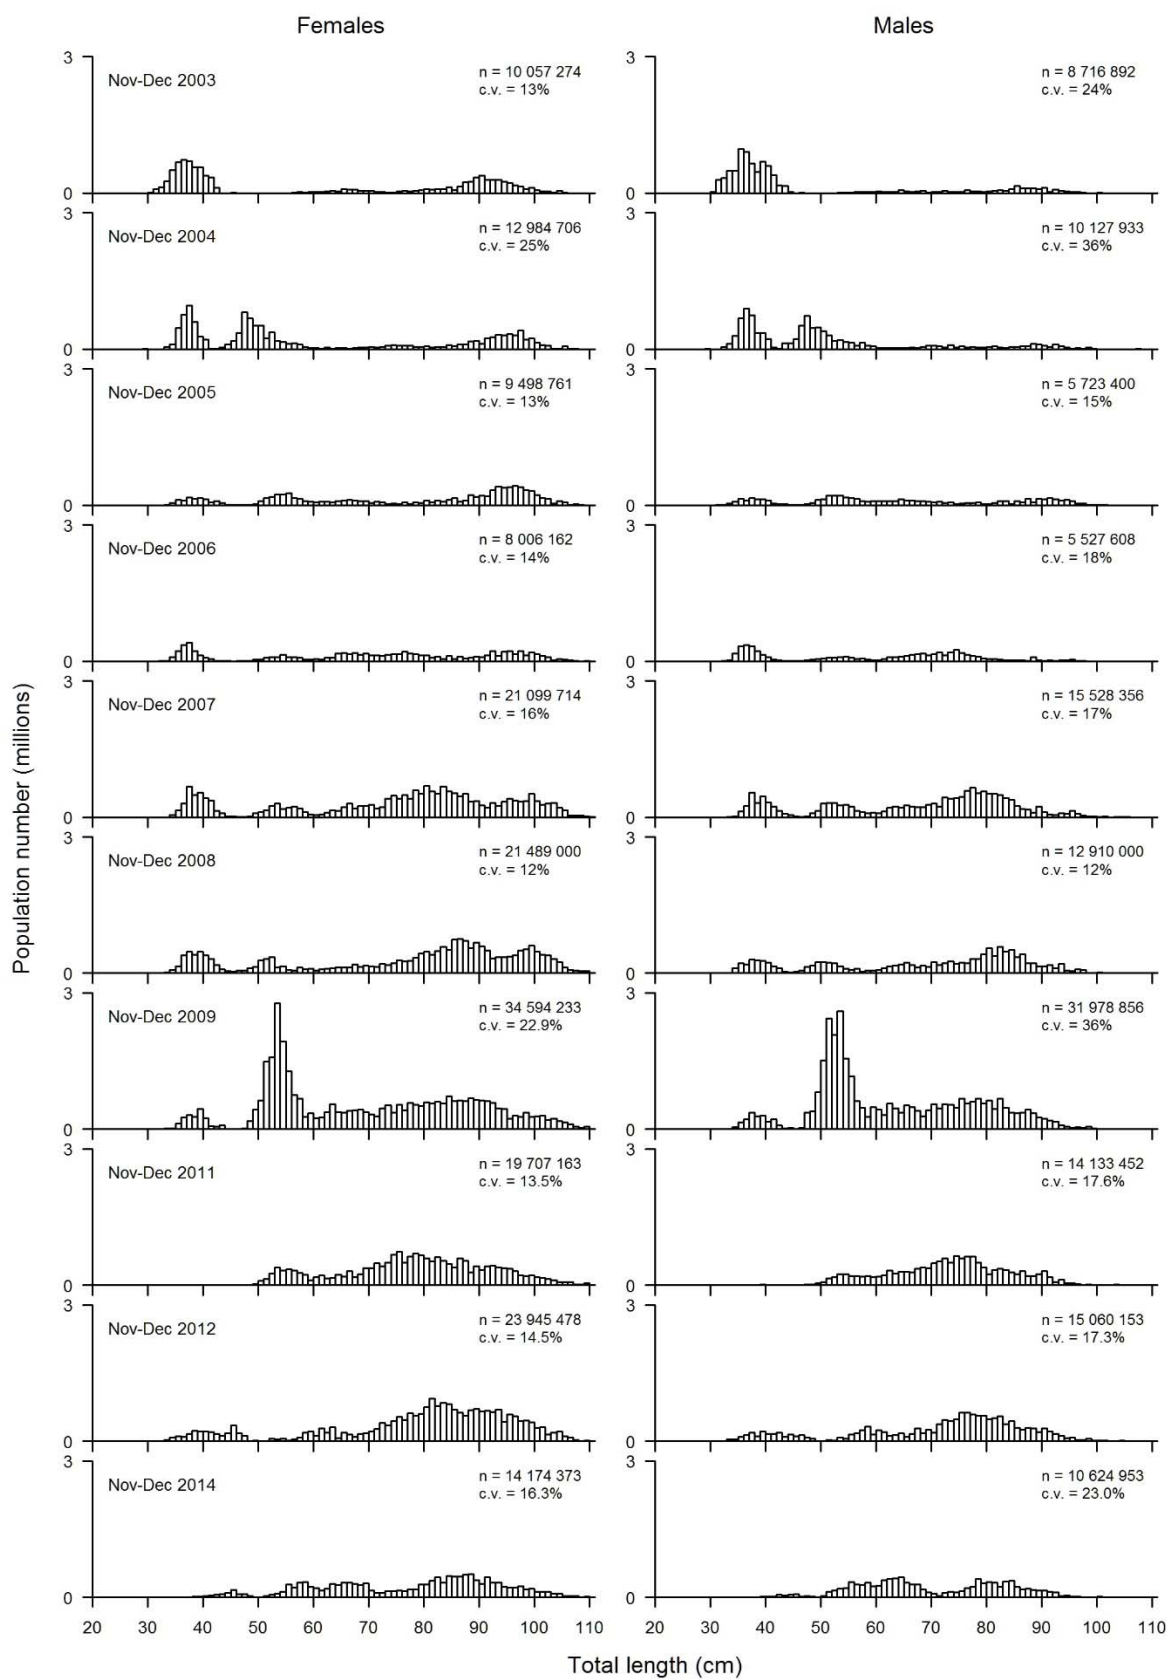 Females Males
3 Nov-Dec 2003 n = 10 057 274 3 n = 8 716 892
c.v. = 13% c.v. = 24%
0 0
3 Nov-Dec 2004 n = 12 984 706 3 n = 10 127 933
c.v. = 25% c.v. = 36%
0 0
3 Nov-Dec 2005 n = 9 498 761 3 n = 5 723 400
c.v. = 13% c.v. = 15%
0 0
3 Nov-Dec 2006 n = 8 006 162 3 n = 5 527 608
c.v. = 14% c.v. = 18%
0 0
3 Nov-Dec 2007 n = 21 099 714 3 n = 15 528 356
c.v. = 16% c.v. = 17%
0 0
3 Nov-Dec 2008 n = 21 489 000 3 n = 12 910 000
c.v. = 12% c.v. = 12%
0 0
3 Nov-Dec 2009 n = 34 594 233 3 n = 31 978 856
c.v. = 22.9% c.v. = 36%
0 0
3 Nov-Dec 2011 n = 19 707 163 3 n = 14 133 452
c.v. = 13.5% c.v. = 17.6%
0 0
3 Nov-Dec 2012 n = 23 945 478 3 n = 15 060 153
c.v. = 14.5% c.v. = 17.3%
0 0
3 Nov-Dec 2014 n = 14 174 373 3 n = 10 624 953
c.v. = 16.3% c.v. = 23.0%
0 0
20 30 40 50 60 70 80 90 100 110 20 30 40 50 60 70 80 90 100 110
Total length (cm)
Population number (millions)